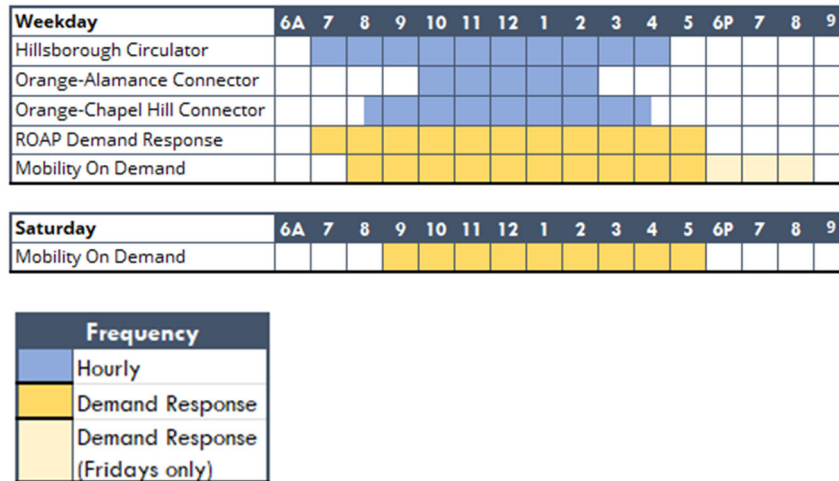 Weekday 6A 7 8 9 10 11 12 1 2 3 4 5 6P 7 8 9
Hillsborough Circulator
Orange-Alamance Connector
Orange-Chapel Hill Connector
ROAP Demand Response
Mobility On Demand
Saturday 6A 7 8 9 10 11 12 1 2 3 4 5 6P 7 8 9
Mobility On Demand
Frequency
Hourly
Demand Response
Demand Response
(Fridays only)